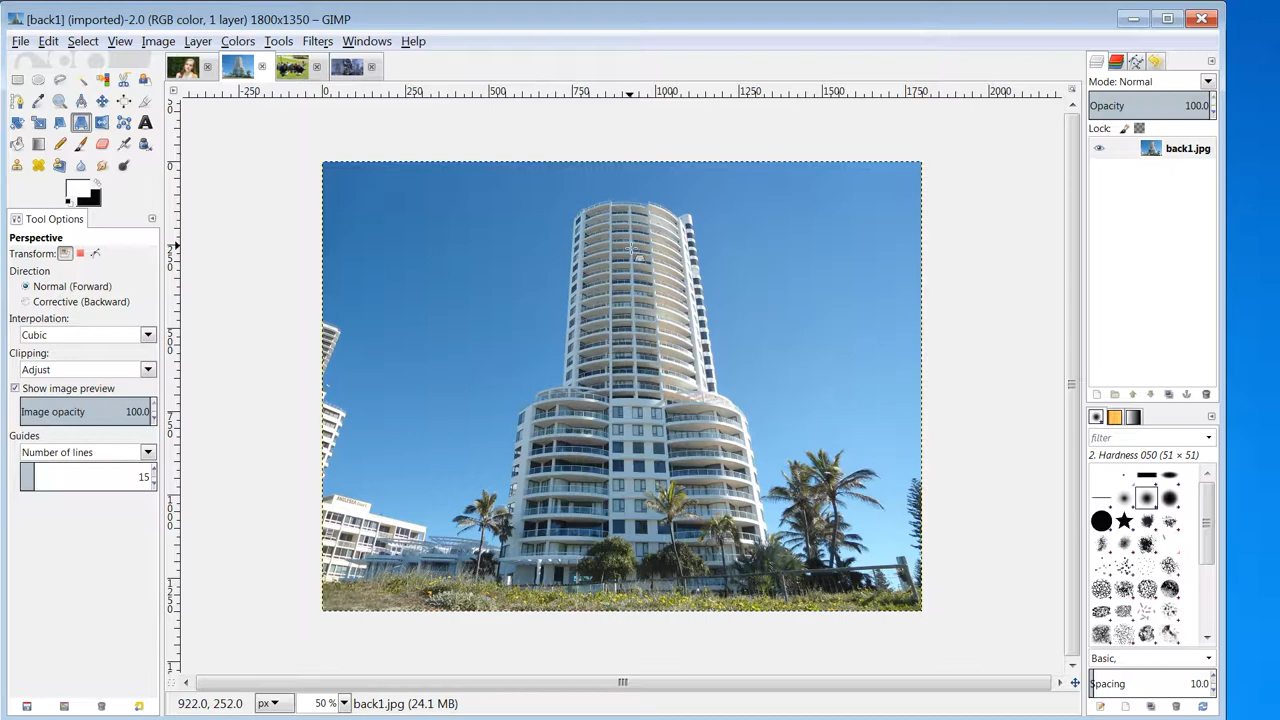 [back1] (imported)-2.0 (RGB color, 1 layer) 1800x1350 – GIMP
File Edit Select View Image Layer Colors Tools Filters Windows Help
-250 0 250 500 750 1000 1250 1500 1750 2000
Tool Options
Perspective
Transform:
Direction
Normal (Forward)
Corrective (Backward)
Interpolation:
Cubic
Clipping:
Adjust
Show image preview
Image opacity 100.0
Guides
Number of lines
15
Mode: Normal
Opacity 100.0
Lock:
back1.jpg
filter
2. Hardness 050 (51 × 51)
Basic,
Spacing 10.0
922.0, 252.0 px 50 % back1.jpg (24.1 MB)